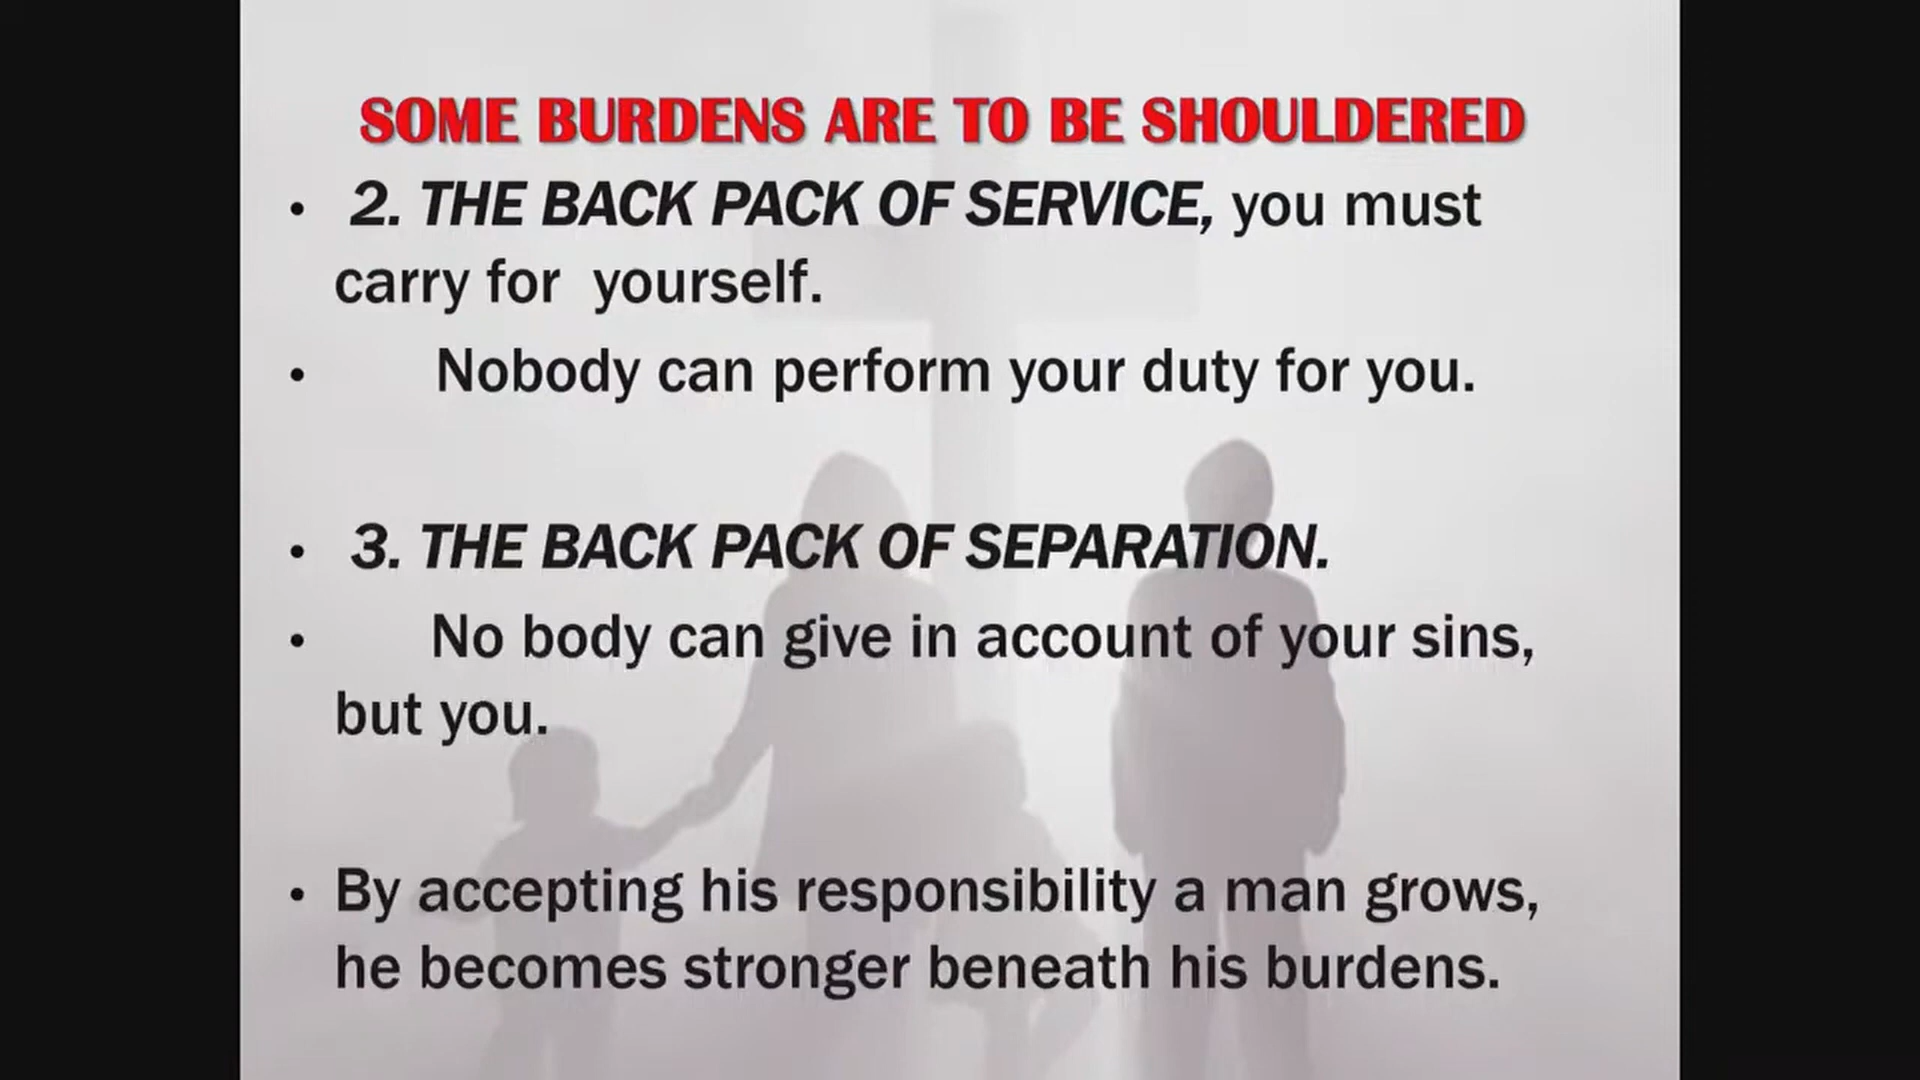 SOME BURDENS ARE TO BE SHOULDERED
• 2. THE BACK PACK OF SERVICE, you must
carry for yourself.
• Nobody can perform your duty for you.
• 3. THE BACK PACK OF SEPARATION.
• No body can give in account of your sins,
but you.
• By accepting his responsibility a man grows,
he becomes stronger beneath his burdens.